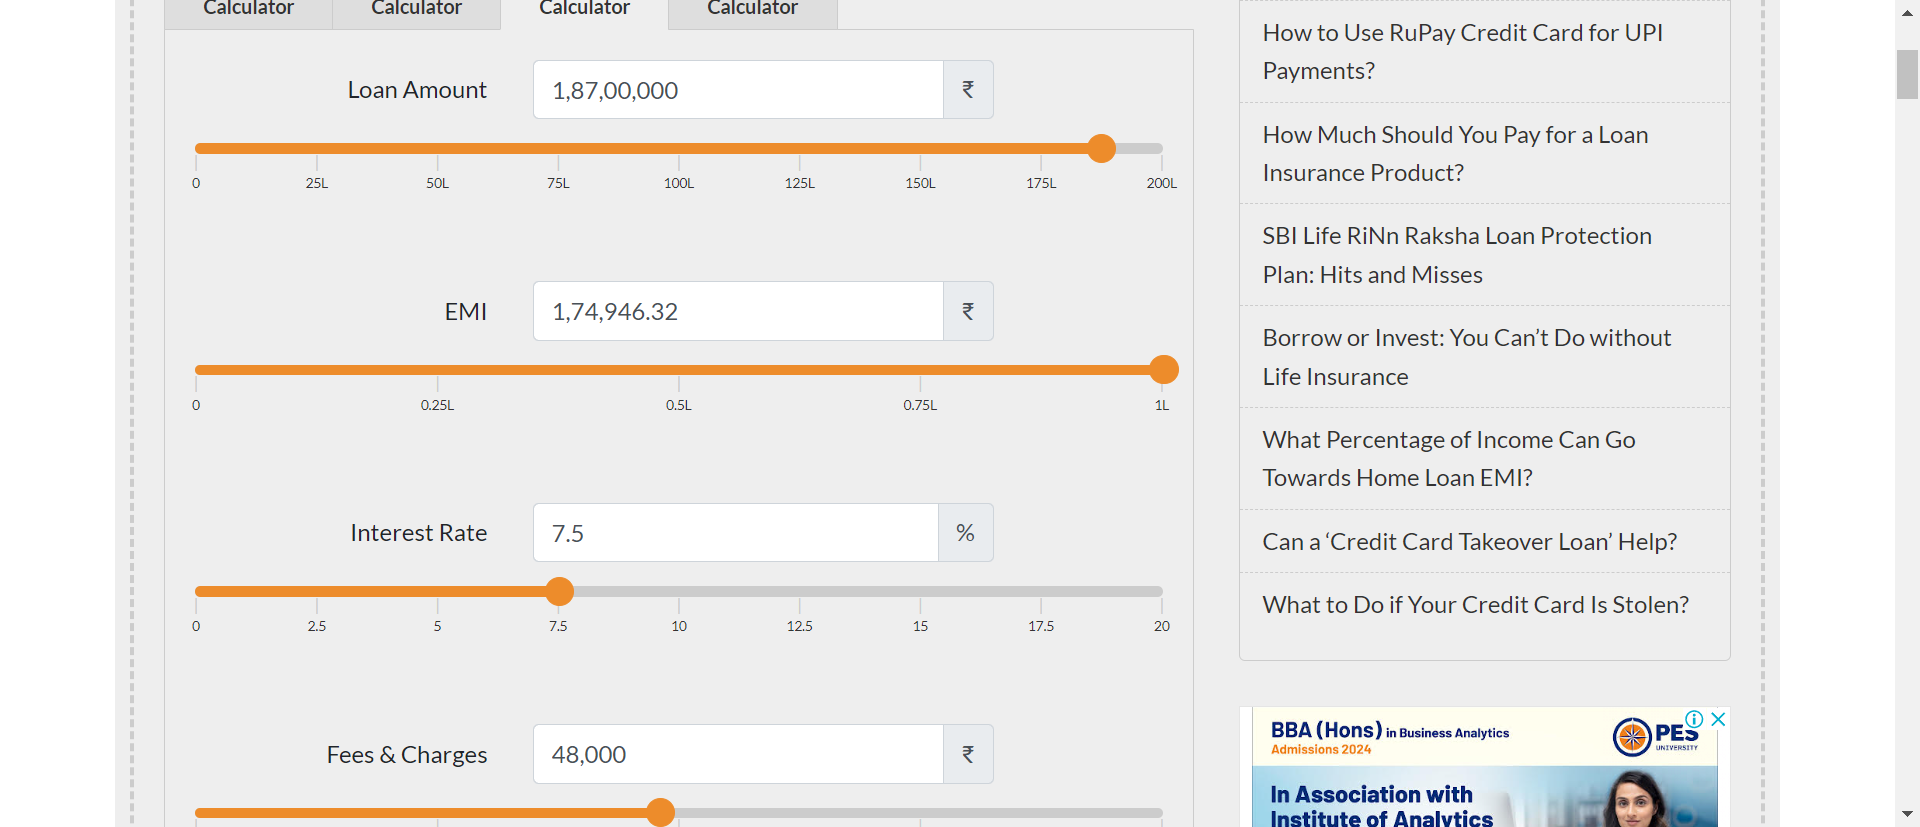 Calculator
Calculator
Calculator
Calculator
Loan Amount
1,87,00,000
₹
0
25L
50L
75L
100L
125L
150L
175L
200L
EMI
1,74,946.32
₹
0
0.25L
0.5L
0.75L
1L
Interest Rate
7.5
%
0
2.5
5
7.5
10
12.5
15
17.5
20
Fees & Charges
48,000
₹
How to Use RuPay Credit Card for UPI
Payments?
How Much Should You Pay for a Loan
Insurance Product?
SBI Life RiNn Raksha Loan Protection
Plan: Hits and Misses
Borrow or Invest: You Can’t Do without
Life Insurance
What Percentage of Income Can Go
Towards Home Loan EMI?
Can a ‘Credit Card Takeover Loan’ Help?
What to Do if Your Credit Card Is Stolen?
BBA (Hons) in Business Analytics
Admissions 2024
PES
UNIVERSITY
In Association with
Institute of Analytics